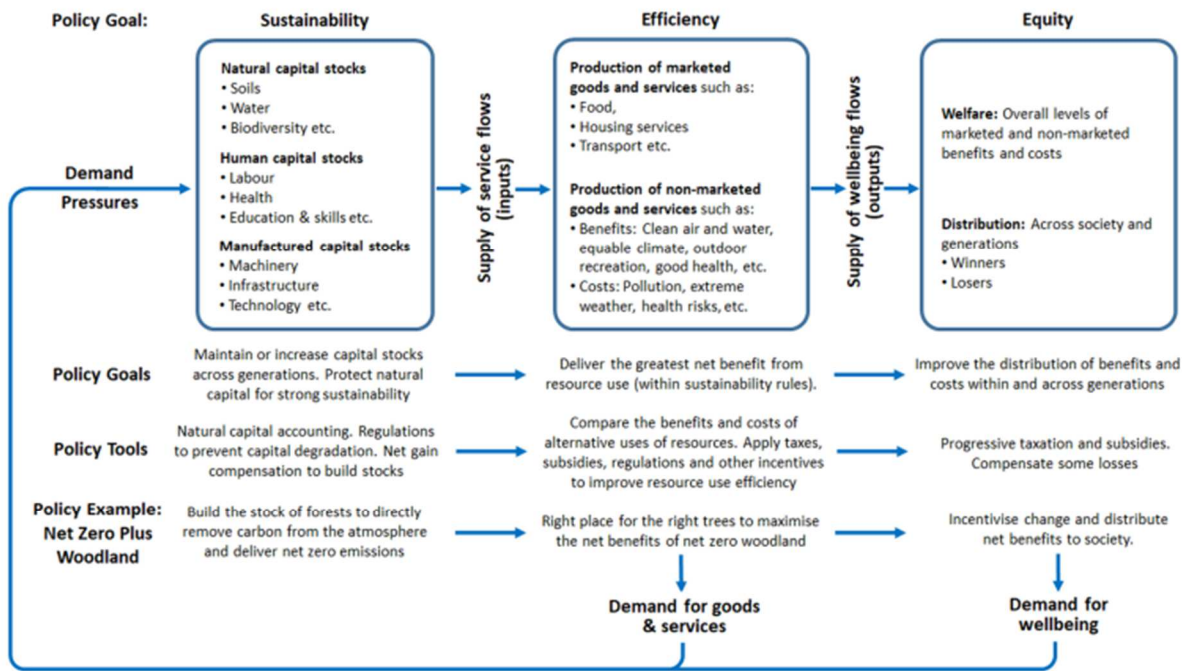 Policy Goal:
Sustainability
Efficiency
Equity
Demand
Pressures
Natural capital stocks
• Soils
• Water
• Biodiversity etc.
Human capital stocks
• Labour
• Health
• Education & skills etc.
Manufactured capital stocks
• Machinery
• Infrastructure
• Technology etc.
Supply of service flows
(inputs)
Production of marketed
goods and services such as:
• Food,
• Housing services
• Transport etc.
Production of non-marketed
goods and services such as:
• Benefits: Clean air and water,
equable climate, outdoor
recreation, good health, etc.
• Costs: Pollution, extreme
weather, health risks, etc.
Supply of wellbeing flows
(outputs)
Welfare: Overall levels of
marketed and non-marketed
benefits and costs
Distribution: Across society and
generations
• Winners
• Losers
Policy Goals
Maintain or increase capital stocks
across generations. Protect natural
capital for strong sustainability
Deliver the greatest net benefit from
resource use (within sustainability rules).
Improve the distribution of benefits and
costs within and across generations
Policy Tools
Natural capital accounting. Regulations
to prevent capital degradation. Net gain
compensation to build stocks
Compare the benefits and costs of
alternative uses of resources. Apply taxes,
subsidies, regulations and other incentives
to improve resource use efficiency
Progressive taxation and subsidies.
Compensate some losses
Policy Example:
Net Zero Plus
Woodland
Build the stock of forests to directly
remove carbon from the atmosphere
and deliver net zero emissions
Right place for the right trees to maximise
the net benefits of net zero woodland
Incentivise change and distribute
net benefits to society.
Demand for goods
& services
Demand for
wellbeing